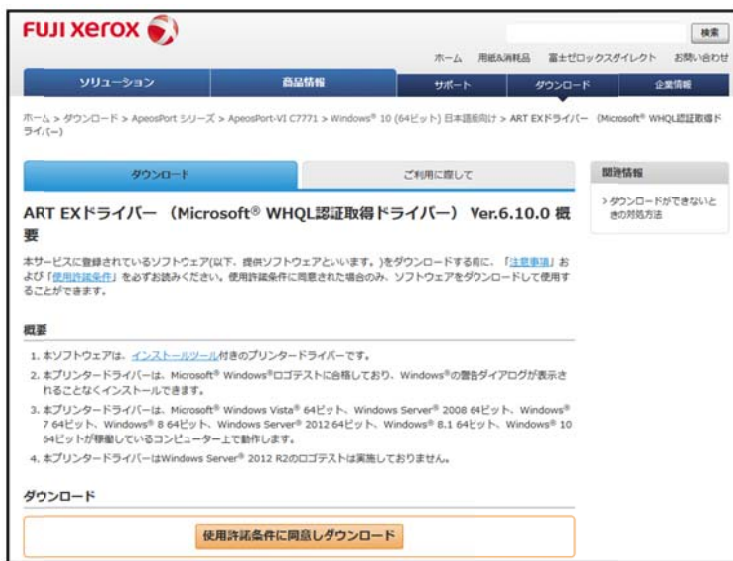 FUJI XEROX
検索
ホーム 用紙&消耗品 富士ゼロックスダイレクト お問い合わせ
ソリューション 商品情報 サポート ダウンロード 企業情報
ホーム > ダウンロード > ApeosPort シリーズ > ApeosPort-VI C7771 > Windows® 10 (64ビット) 日本語版向け > ART EXドライバー （Microsoft® WHQL認証取得ド
ライバー）
ダウンロード ご利用に際して
関連情報
> ダウンロードができないと
きの対処方法
ART EXドライバー （Microsoft® WHQL認証取得ドライバー） Ver.6.10.0 概
要
本サービスに登録されているソフトウェア(以下、提供ソフトウェアといいます。)をダウンロードする前に、「注意事項」お
よび「使用許諾条件」を必ずお読みください。使用許諾条件に同意された場合のみ、ソフトウェアをダウンロードして使用す
ることができます。
概要
1. 本ソフトウェアは、インストールツール付きのプリンタードライバーです。
2. 本プリンタードライバーは、Microsoft® Windows®ロゴテストに合格しており、Windows®の警告ダイアログが表示さ
れることなくインストールできます。
3. 本プリンタードライバーは、Microsoft® Windows Vista® 64ビット、Windows Server® 2008 64ビット、Windows®
7 64ビット、Windows® 8 64ビット、Windows Server® 2012 64ビット、Windows® 8.1 64ビット、Windows® 10
64ビットが稼働しているコンピューター上で動作します。
4. 本プリンタードライバーはWindows Server® 2012 R2のロゴテストは実施しておりません。
ダウンロード
使用許諾条件に同意しダウンロード